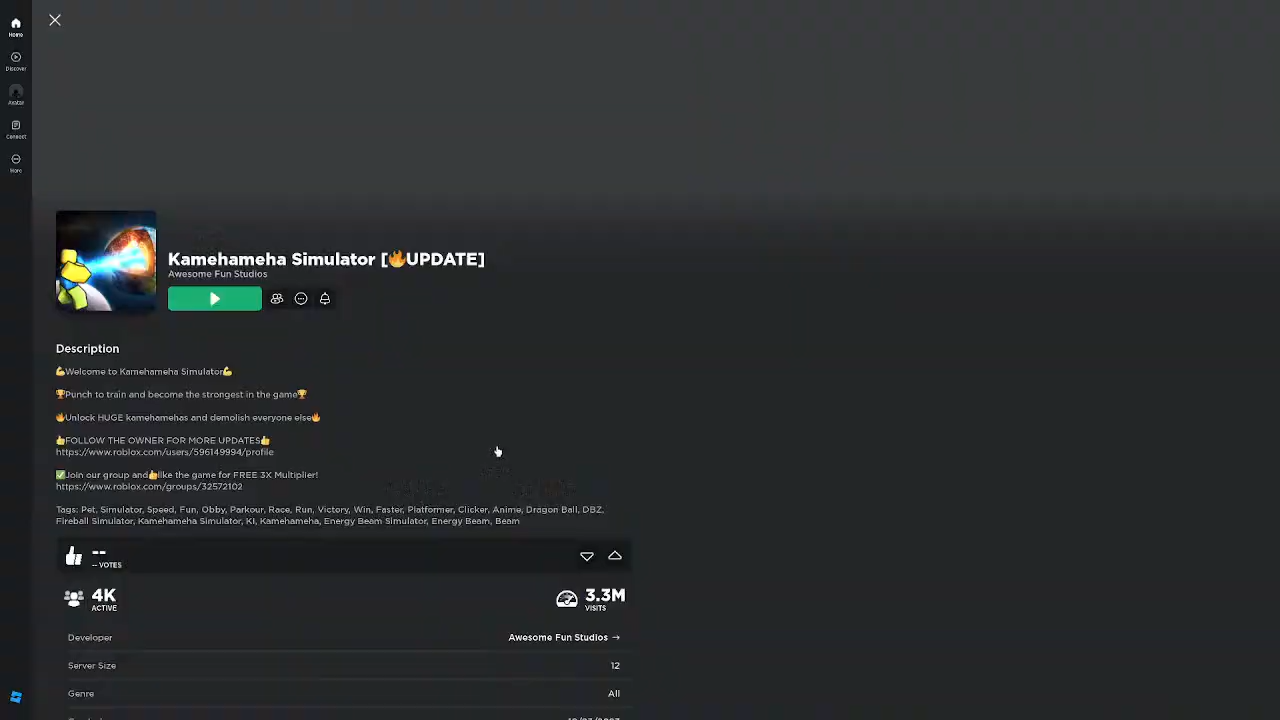 Home
Discover
Avatar
Connect
More
Kamehameha Simulator [🔥UPDATE]
Awesome Fun Studios
Description
💪Welcome to Kamehameha Simulator💪
🏆Punch to train and become the strongest in the game🏆
🔥Unlock HUGE kamehamehas and demolish everyone else🔥
👍FOLLOW THE OWNER FOR MORE UPDATES👍
https://www.roblox.com/users/596149994/profile
✅Join our group and👍like the game for FREE 3X Multiplier!
https://www.roblox.com/groups/32572102
Tags: Pet, Simulator, Speed, Fun, Obby, Parkour, Race, Run, Victory, Win, Faster, Platformer, Clicker, Anime, Dragon Ball, DBZ,
Fireball Simulator, Kamehameha Simulator, KI, Kamehameha, Energy Beam Simulator, Energy Beam, Beam
--
-- VOTES
4K
ACTIVE
3.3M
VISITS
Developer
Awesome Fun Studios →
Server Size
12
Genre
All